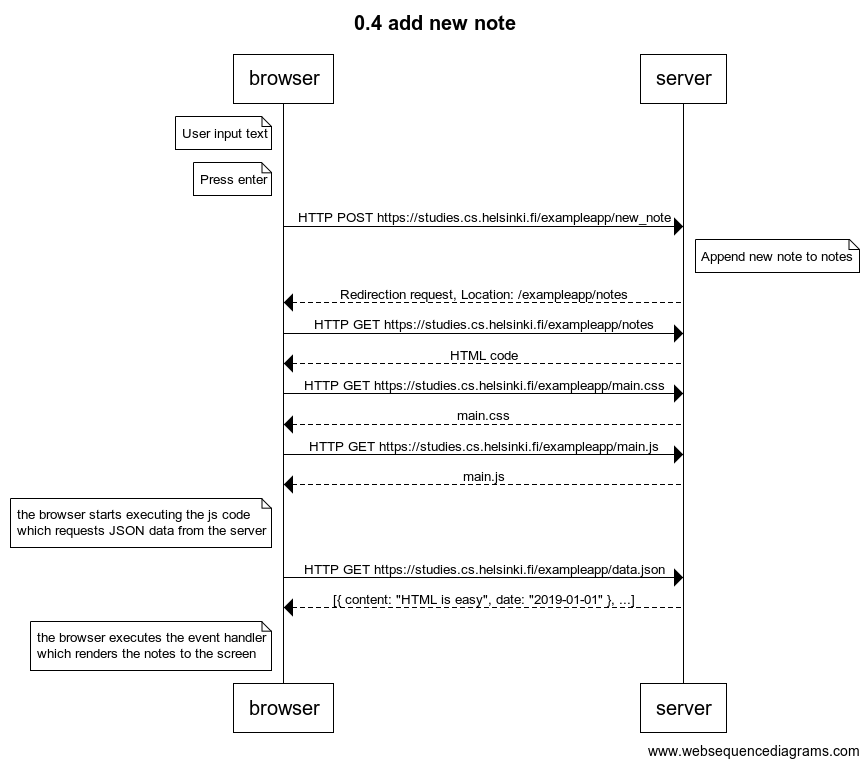 0.4 add new note
browser
server
User input text
Press enter
HTTP POST https://studies.cs.helsinki.fi/exampleapp/new_note
Append new note to notes
Redirection request, Location: /exampleapp/notes
HTTP GET https://studies.cs.helsinki.fi/exampleapp/notes
HTML code
HTTP GET https://studies.cs.helsinki.fi/exampleapp/main.css
main.css
HTTP GET https://studies.cs.helsinki.fi/exampleapp/main.js
main.js
the browser starts executing the js code
which requests JSON data from the server
HTTP GET https://studies.cs.helsinki.fi/exampleapp/data.json
[{ content: "HTML is easy", date: "2019-01-01" }, ...]
the browser executes the event handler
which renders the notes to the screen
browser
server
www.websequencediagrams.com